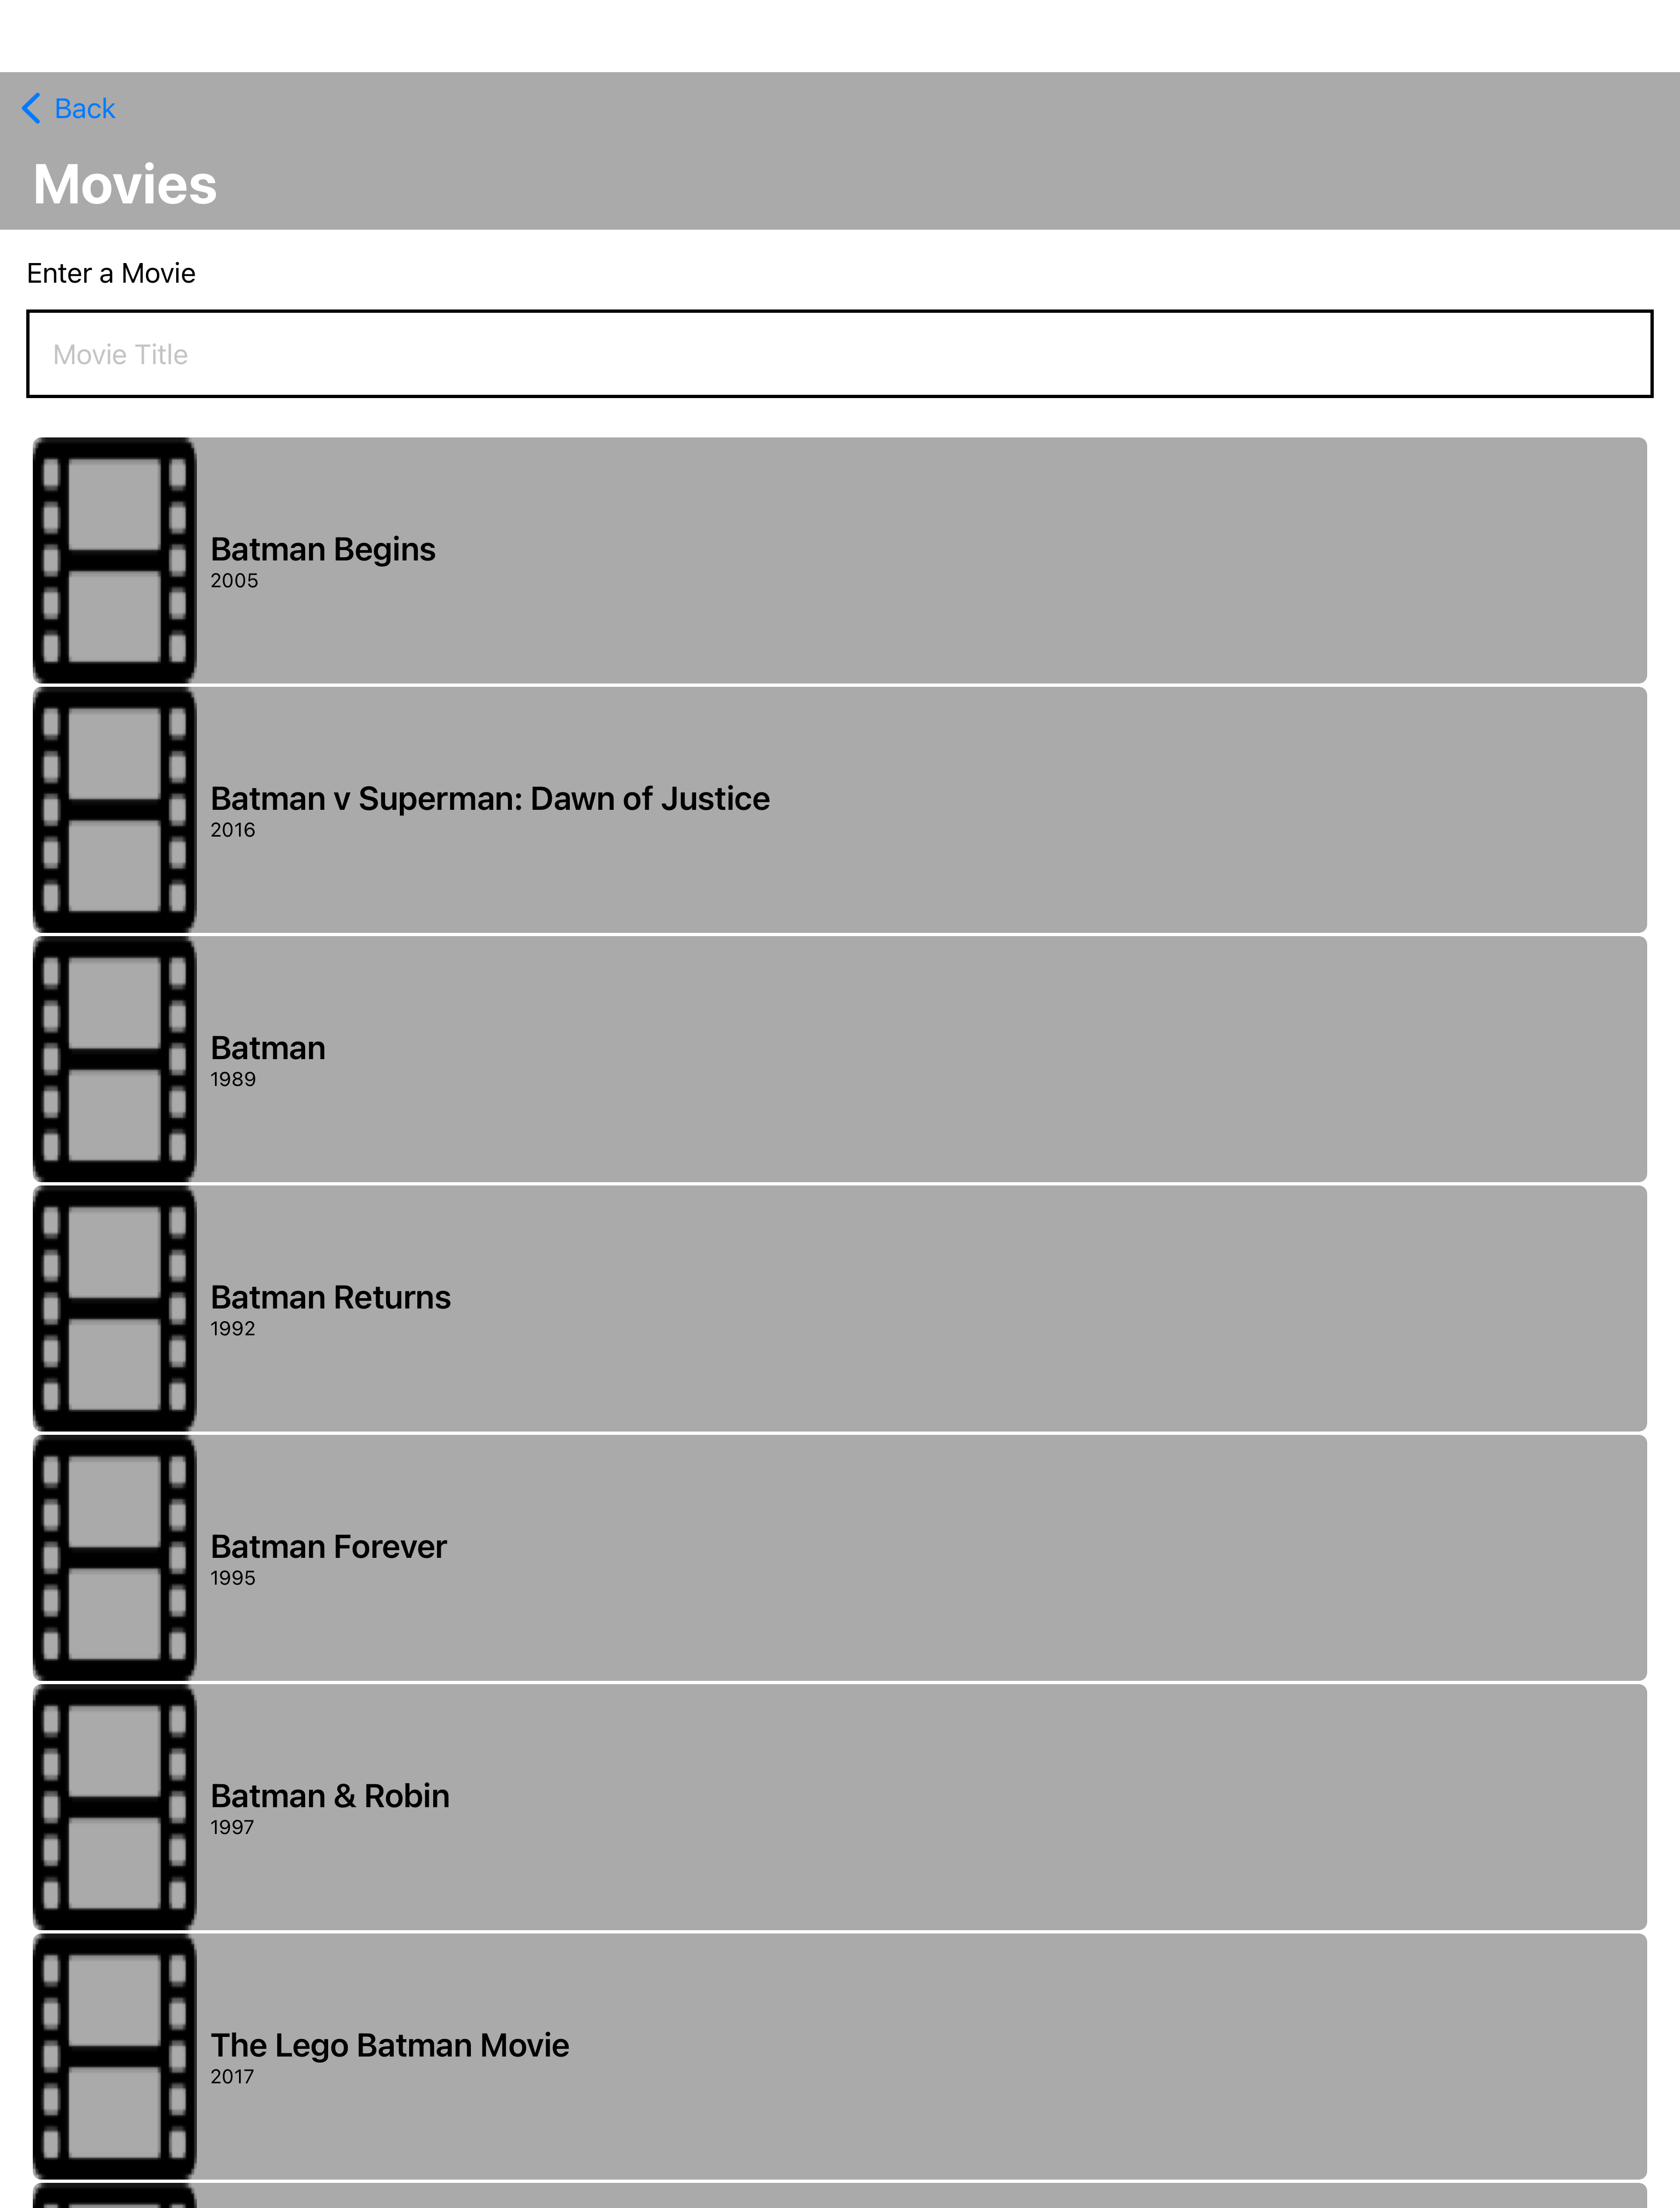 Back
Movies
Enter a Movie
Movie Title
Batman Begins
2005
Batman v Superman: Dawn of Justice
2016
Batman
1989
Batman Returns
1992
Batman Forever
1995
Batman & Robin
1997
The Lego Batman Movie
2017